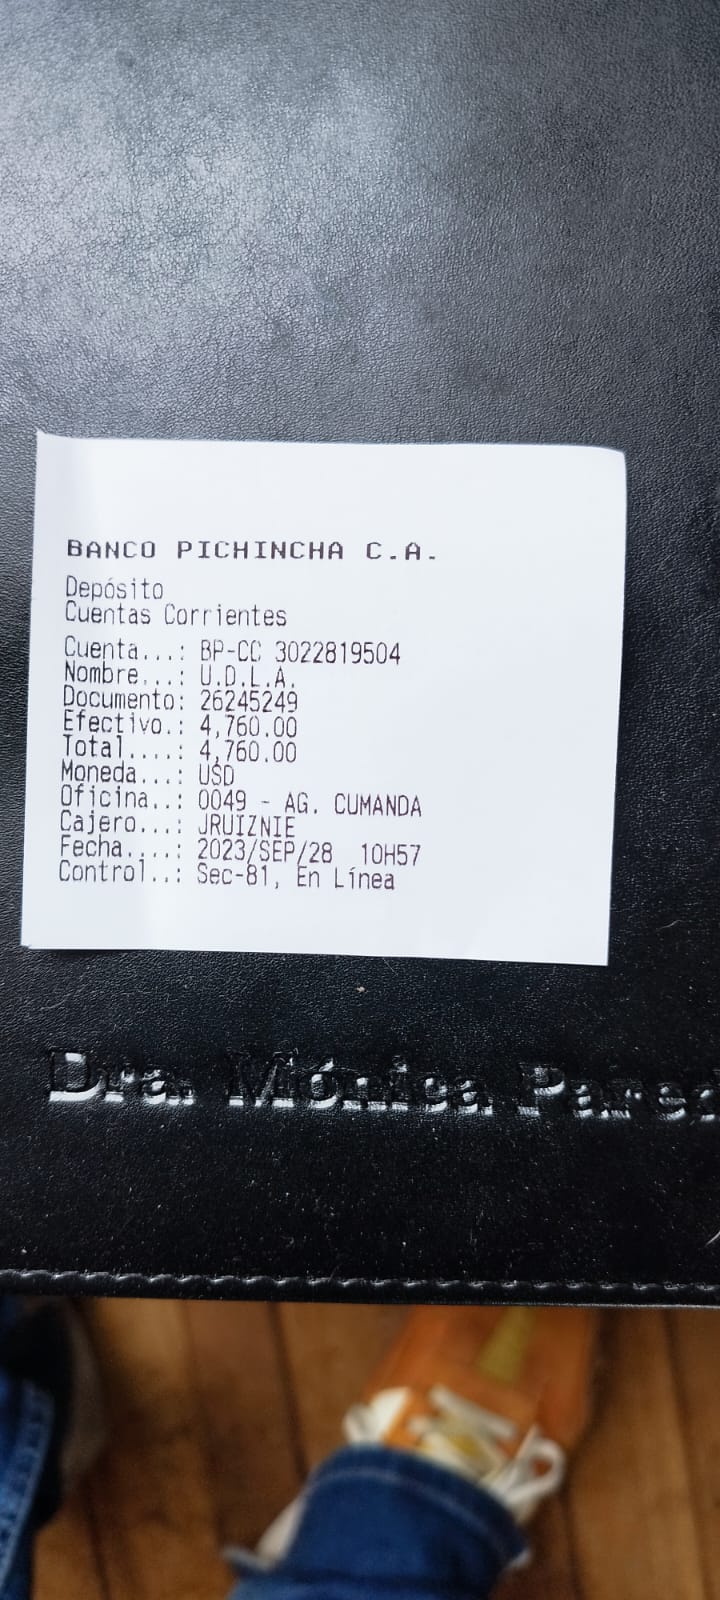 BANCO PICHINCHA C.A.
Depósito
Cuentas Corrientes
Cuenta...: BP-CC 3022819504
Nombre...: U.D.L.A.
Documento: 26245249
Efectivo.: 4,760.00
Total....: 4,760.00
Moneda...: USD
Oficina..: 0049 - AG. CUMANDA
Cajero...: JRUIZNIE
Fecha....: 2023/SEP/28 10H57
Control..: Sec-81, En Línea
Dra. Mónica Pared